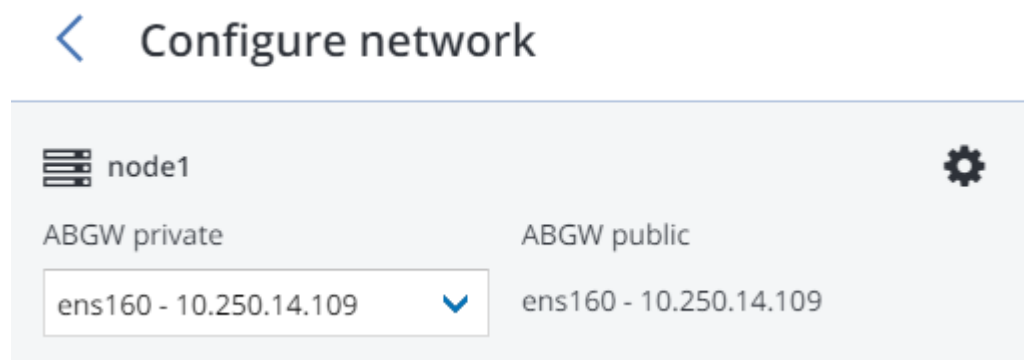 Configure network
node1
ABGW private
ABGW public
ens160 - 10.250.14.109
ens160 - 10.250.14.109